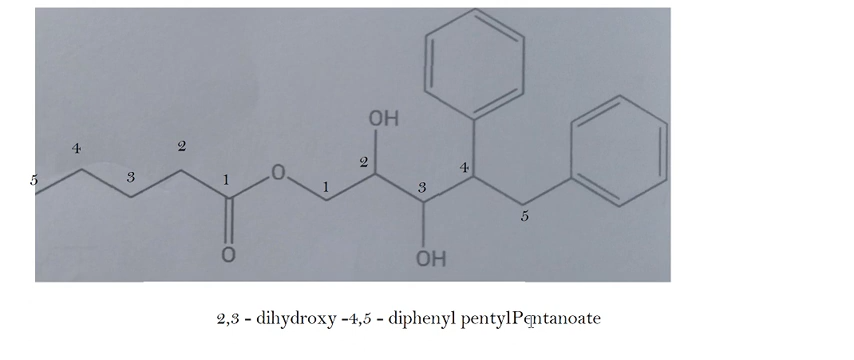 OH
4 2 2 4
5 3 1 O 1 3
5
O OH
2,3 - dihydroxy -4,5 - diphenyl pentylPentanoate